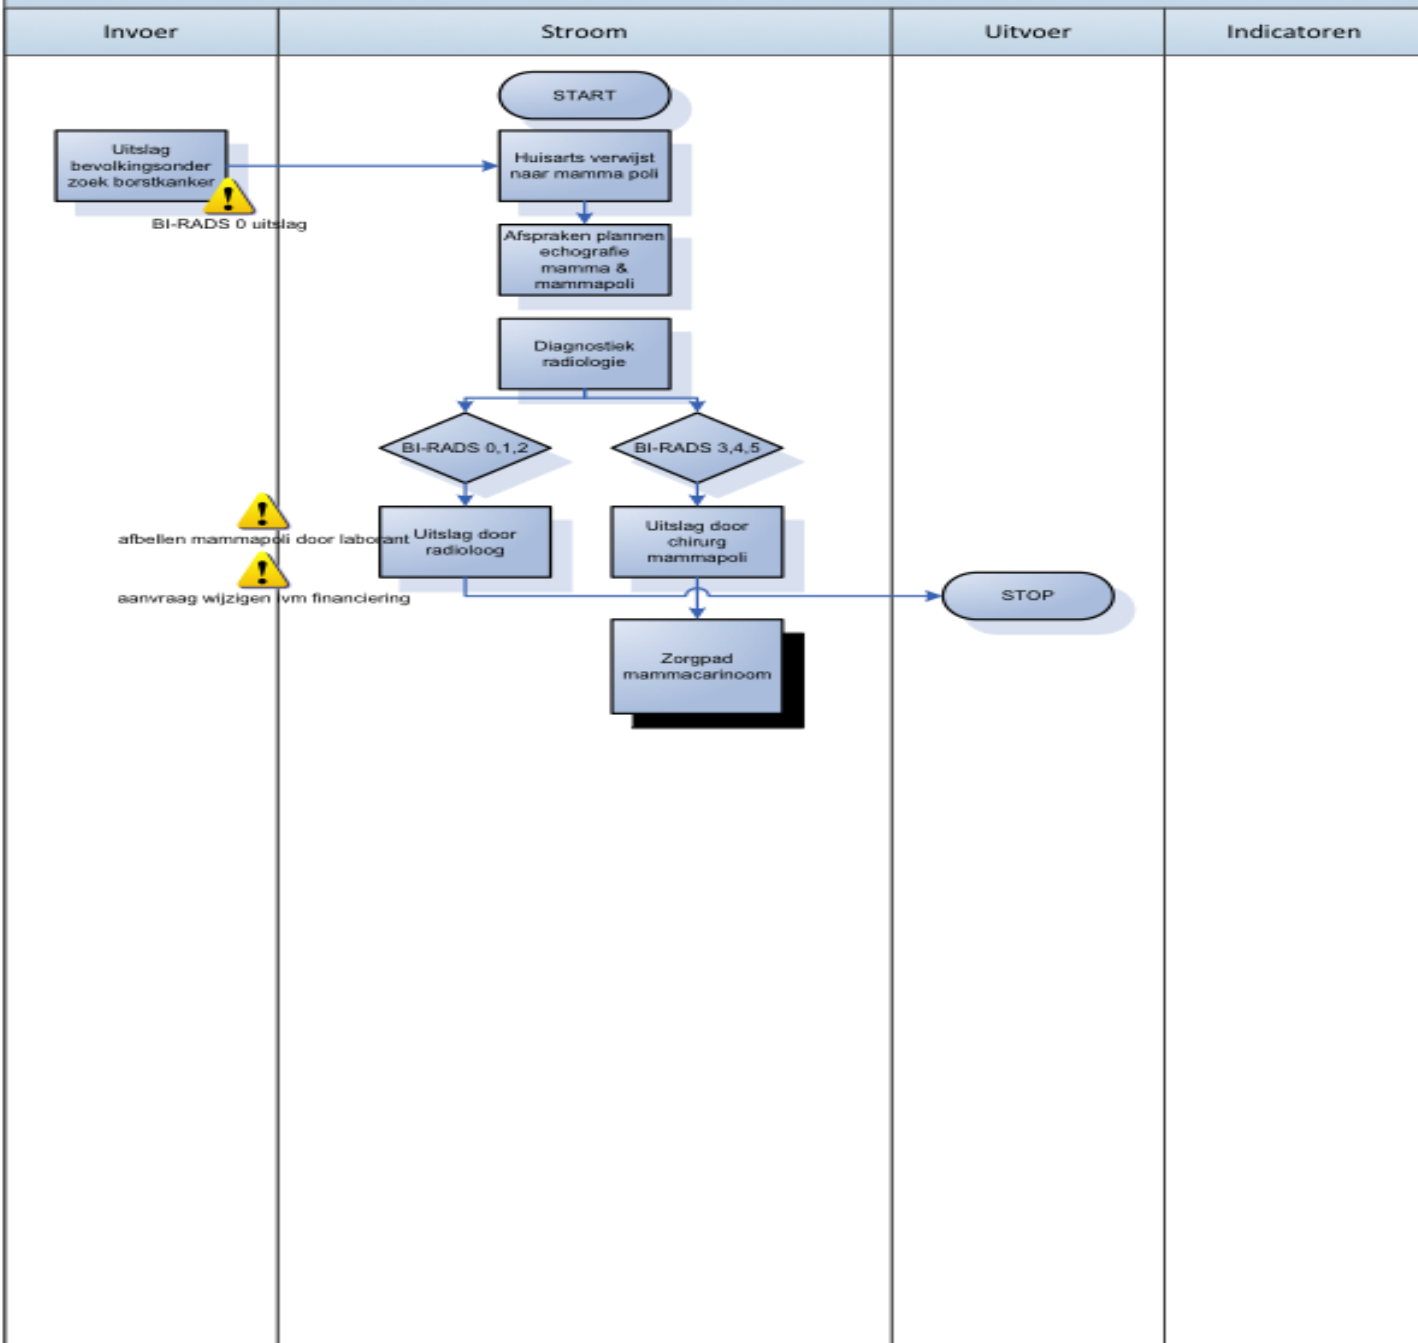 Invoer
Stroom
Uitvoer
Indicatoren
START
Uitslag
bevolkingsonder
zoek borstkanker
BI-RADS 0 uitslag
Huisarts verwijst
naar mamma poli
Afspraken plannen
echografie
mamma &
mammapoli
Diagnostiek
radiologie
BI-RADS 0,1,2
BI-RADS 3,4,5
afbellen mammapoli door laborant
Uitslag door
radioloog
Uitslag door
chirurg
mammapoli
aanvraag wijzigen ivm financiering
STOP
Zorgpad
mammacarinoom